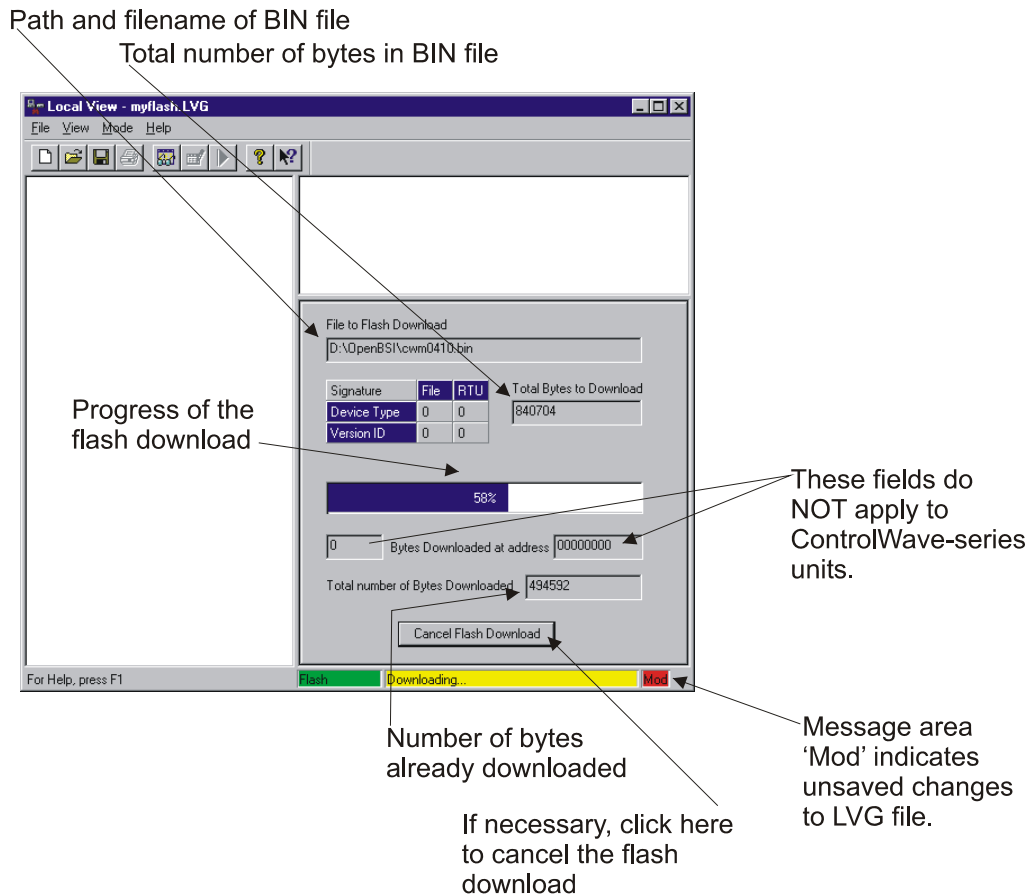 Path and filename of BIN file
Total number of bytes in BIN file
Local View - myflash.LVG
File View Mode Help
File to Flash Download
D:\OpenBSI\cwm0410.bin
Signature File RTU
Device Type 0 0
Version ID 0 0
Total Bytes to Download
840704
Progress of the
flash download
58%
These fields do
NOT apply to
ControlWave-series
units.
0 Bytes Downloaded at address 00000000
Total number of Bytes Downloaded 494592
Cancel Flash Download
For Help, press F1 Flash Downloading... Mod
Number of bytes
already downloaded
Message area
‘Mod’ indicates
unsaved changes
to LVG file.
If necessary, click here
to cancel the flash
download